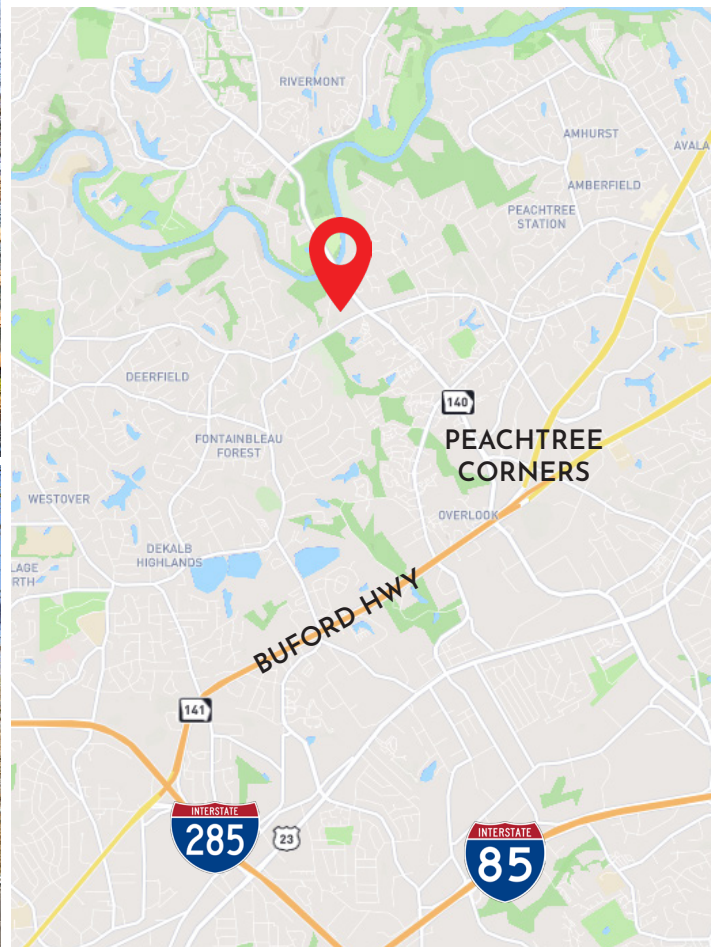 RIVERMONT
AMHURST
AVALA
AMBERFIELD
PEACHTREE
STATION
DEERFIELD
140
PEACHTREE
CORNERS
FONTAINBLEAU
FOREST
WESTOVER
OVERLOOK
DEKALB
HIGHLANDS
LAGE
RTH
BUFORD HWY
141
INTERSTATE
285
23
INTERSTATE
85